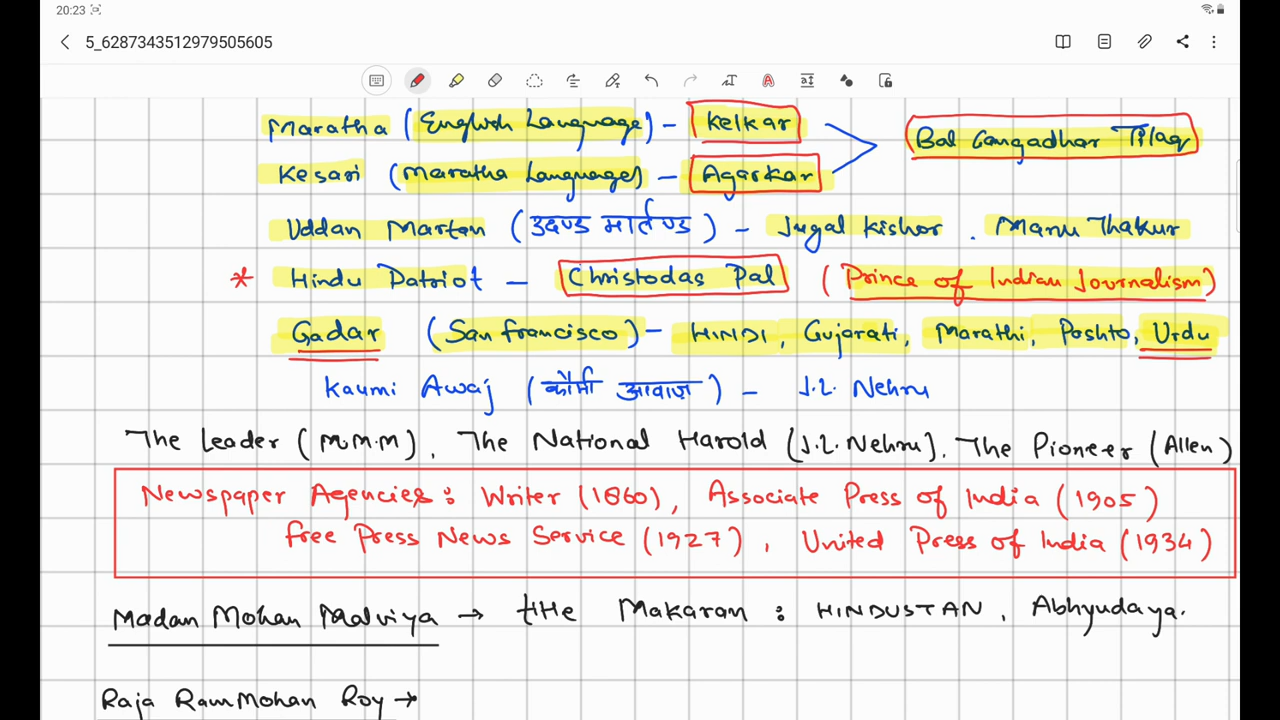 20:23
5_6287343512979505605
Maratha (English Language) - Kelkar
Bal Gangadhar Tilaq
Kesari (Maratha Language) - Agarkar
Uddan Martan (उदण्ड मार्तण्ड) - Jugal Kishor. Manu Thakur
* Hindu Patriot - Christodas Pal (Prince of Indian Journalism)
Gadar (San francisco) - HINDI, Gujarati, Marathi, Poshto, Urdu
Kaumi Awaj (कौमी आवाज) - J.L. Nehru
The Leader (M.M.M), The National Harold (J.L. Nehru). The Pioneer (Allen)
Newspaper Agencies: Writer (1860), Associate Press of India (1905)
free Press News Service (1927), United Press of India (1934)
Madan Mohan Malviya → tHe Makaran : HINDUSTAN, Abhyudaya.
Raja RamMohan Roy →